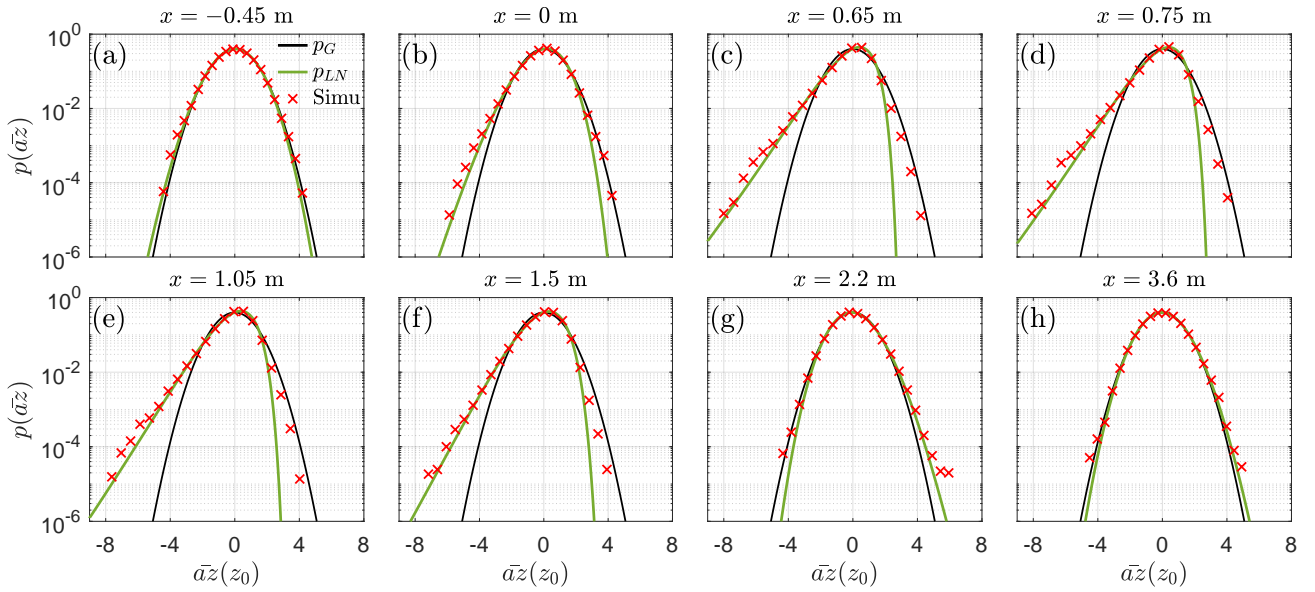 x = −0.45 m
x = 0 m
x = 0.65 m
x = 0.75 m
(a)
(b)
(c)
(d)
p_G
p_LN
Simu
10^0
10^-2
10^-4
10^-6
p(āz)
x = 1.05 m
x = 1.5 m
x = 2.2 m
x = 3.6 m
(e)
(f)
(g)
(h)
10^0
10^-2
10^-4
10^-6
p(āz)
-8 -4 0 4 8
-8 -4 0 4 8
-8 -4 0 4 8
-8 -4 0 4 8
āz(z_0)
āz(z_0)
āz(z_0)
āz(z_0)